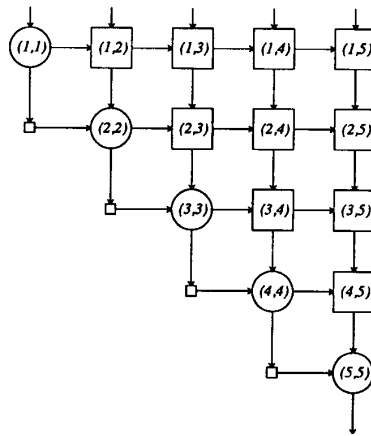 (1,1) (1,2) (1,3) (1,4) (1,5)
(2,2) (2,3) (2,4) (2,5)
(3,3) (3,4) (3,5)
(4,4) (4,5)
(5,5)